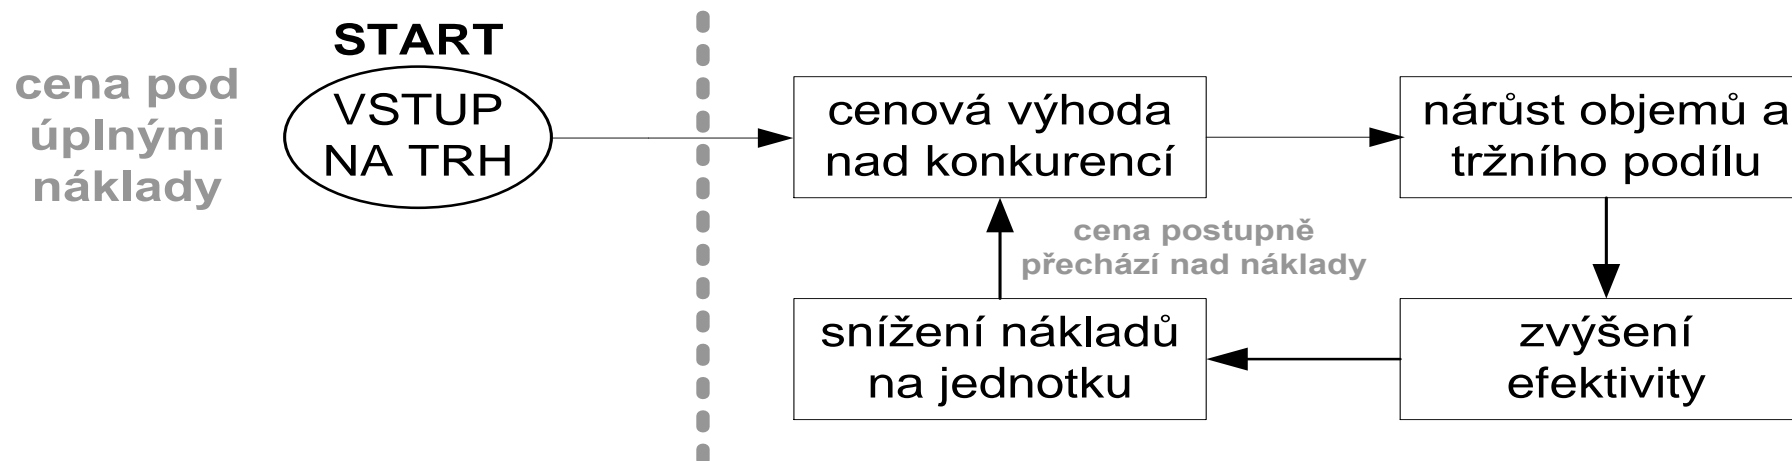 START
cena pod
úplnými
náklady
VSTUP
NA TRH
cenová výhoda
nad konkurencí
nárůst objemů a
tržního podílu
cena postupně
přechází nad náklady
snížení nákladů
na jednotku
zvýšení
efektivity